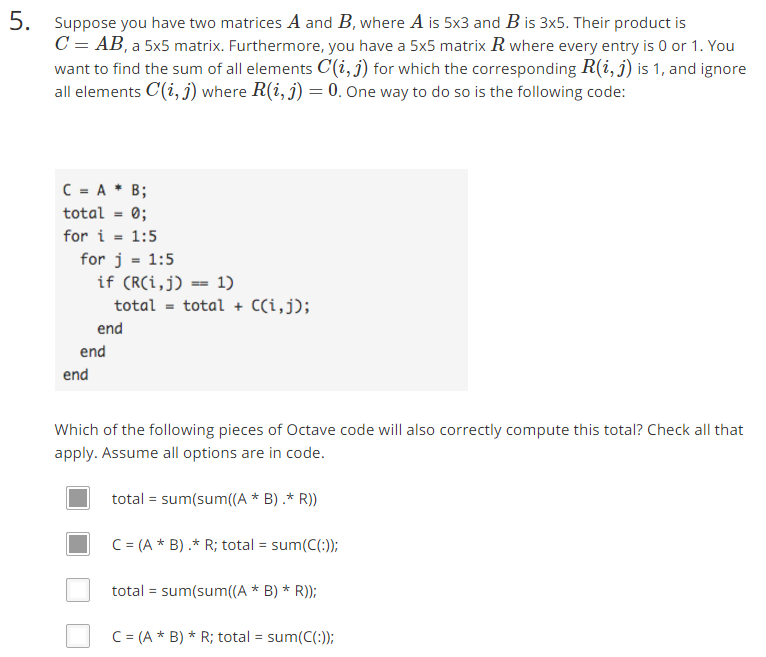 5. Suppose you have two matrices A and B, where A is 5x3 and B is 3x5. Their product is
C = AB, a 5x5 matrix. Furthermore, you have a 5x5 matrix R where every entry is 0 or 1. You
want to find the sum of all elements C(i, j) for which the corresponding R(i, j) is 1, and ignore
all elements C(i, j) where R(i, j) = 0. One way to do so is the following code:
C = A * B;
total = 0;
for i = 1:5
for j = 1:5
if (R(i,j) == 1)
total = total + C(i,j);
end
end
end
Which of the following pieces of Octave code will also correctly compute this total? Check all that
apply. Assume all options are in code.
total = sum(sum((A * B) .* R))
C = (A * B) .* R; total = sum(C(:));
total = sum(sum((A * B) * R));
C = (A * B) * R; total = sum(C(:));